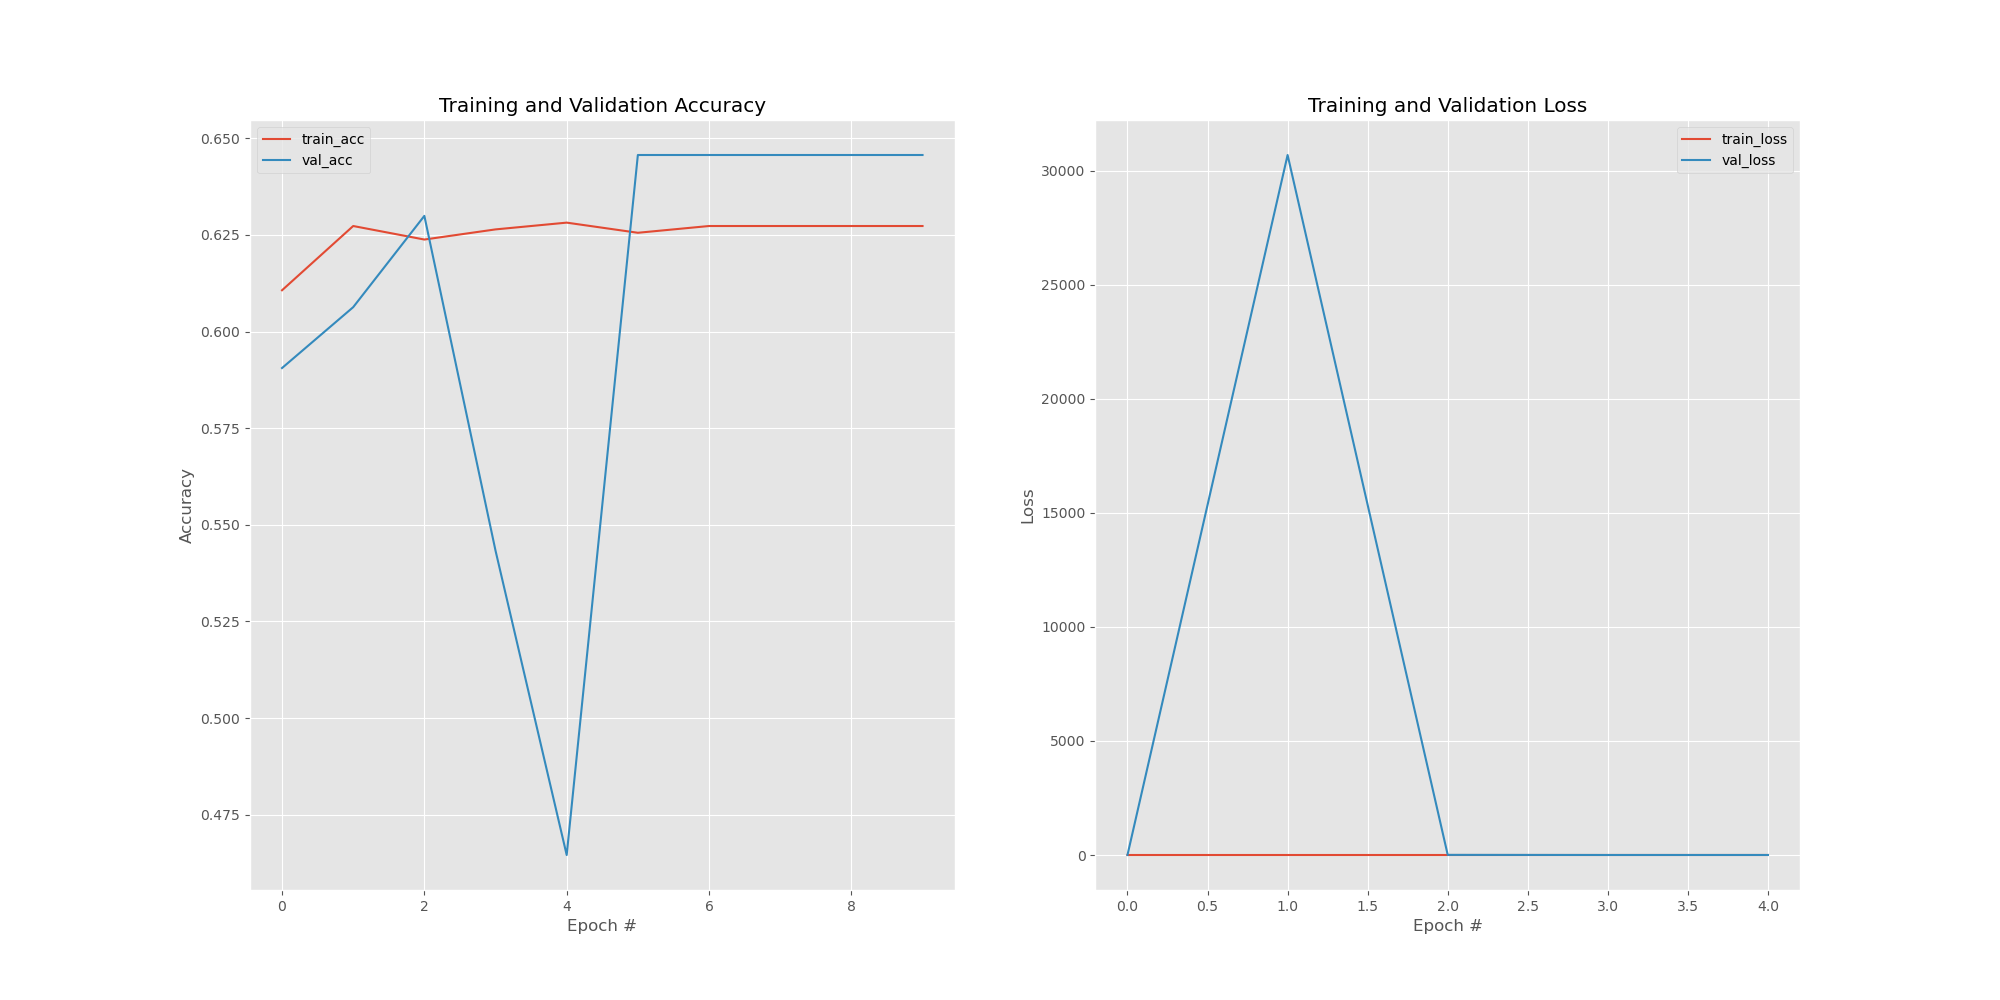 Training and Validation Accuracy
train_acc
val_acc
0.650
0.625
0.600
0.575
0.550
0.525
0.500
0.475
Accuracy
0
2
4
6
8
Epoch #
Training and Validation Loss
train_loss
val_loss
30000
25000
20000
15000
10000
5000
0
Loss
0.0
0.5
1.0
1.5
2.0
2.5
3.0
3.5
4.0
Epoch #